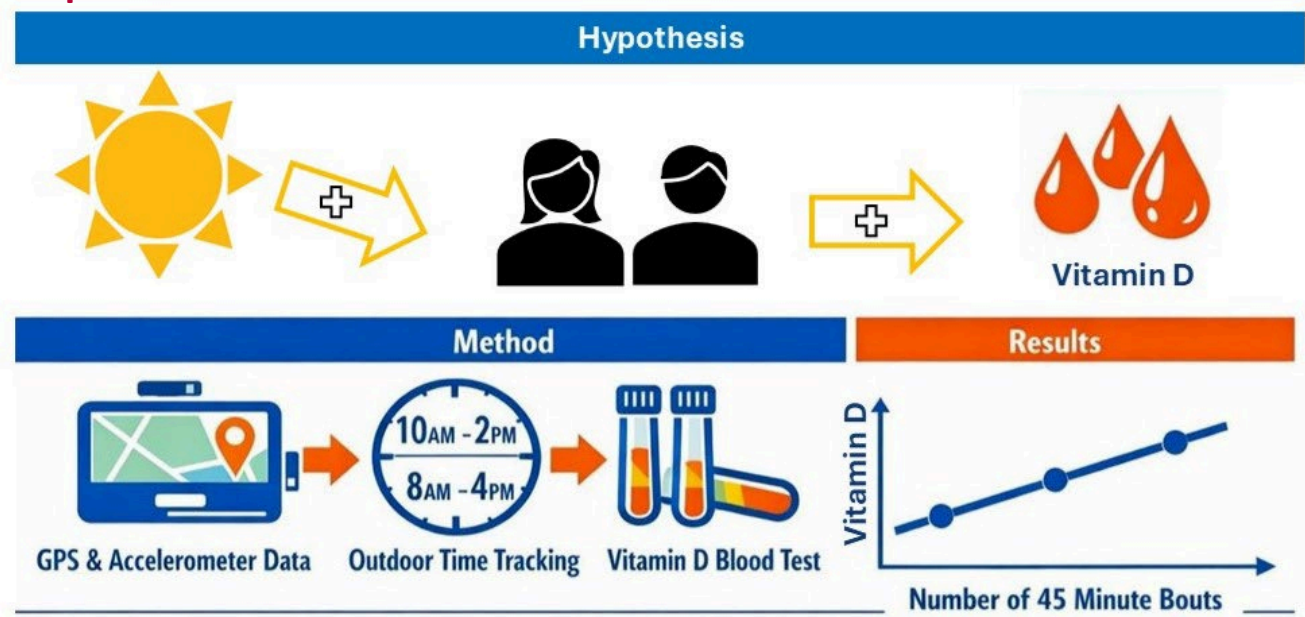 Hypothesis
Vitamin D
Method
Results
10AM - 2PM
8AM - 4PM
GPS & Accelerometer Data
Outdoor Time Tracking
Vitamin D Blood Test
Vitamin D
Number of 45 Minute Bouts